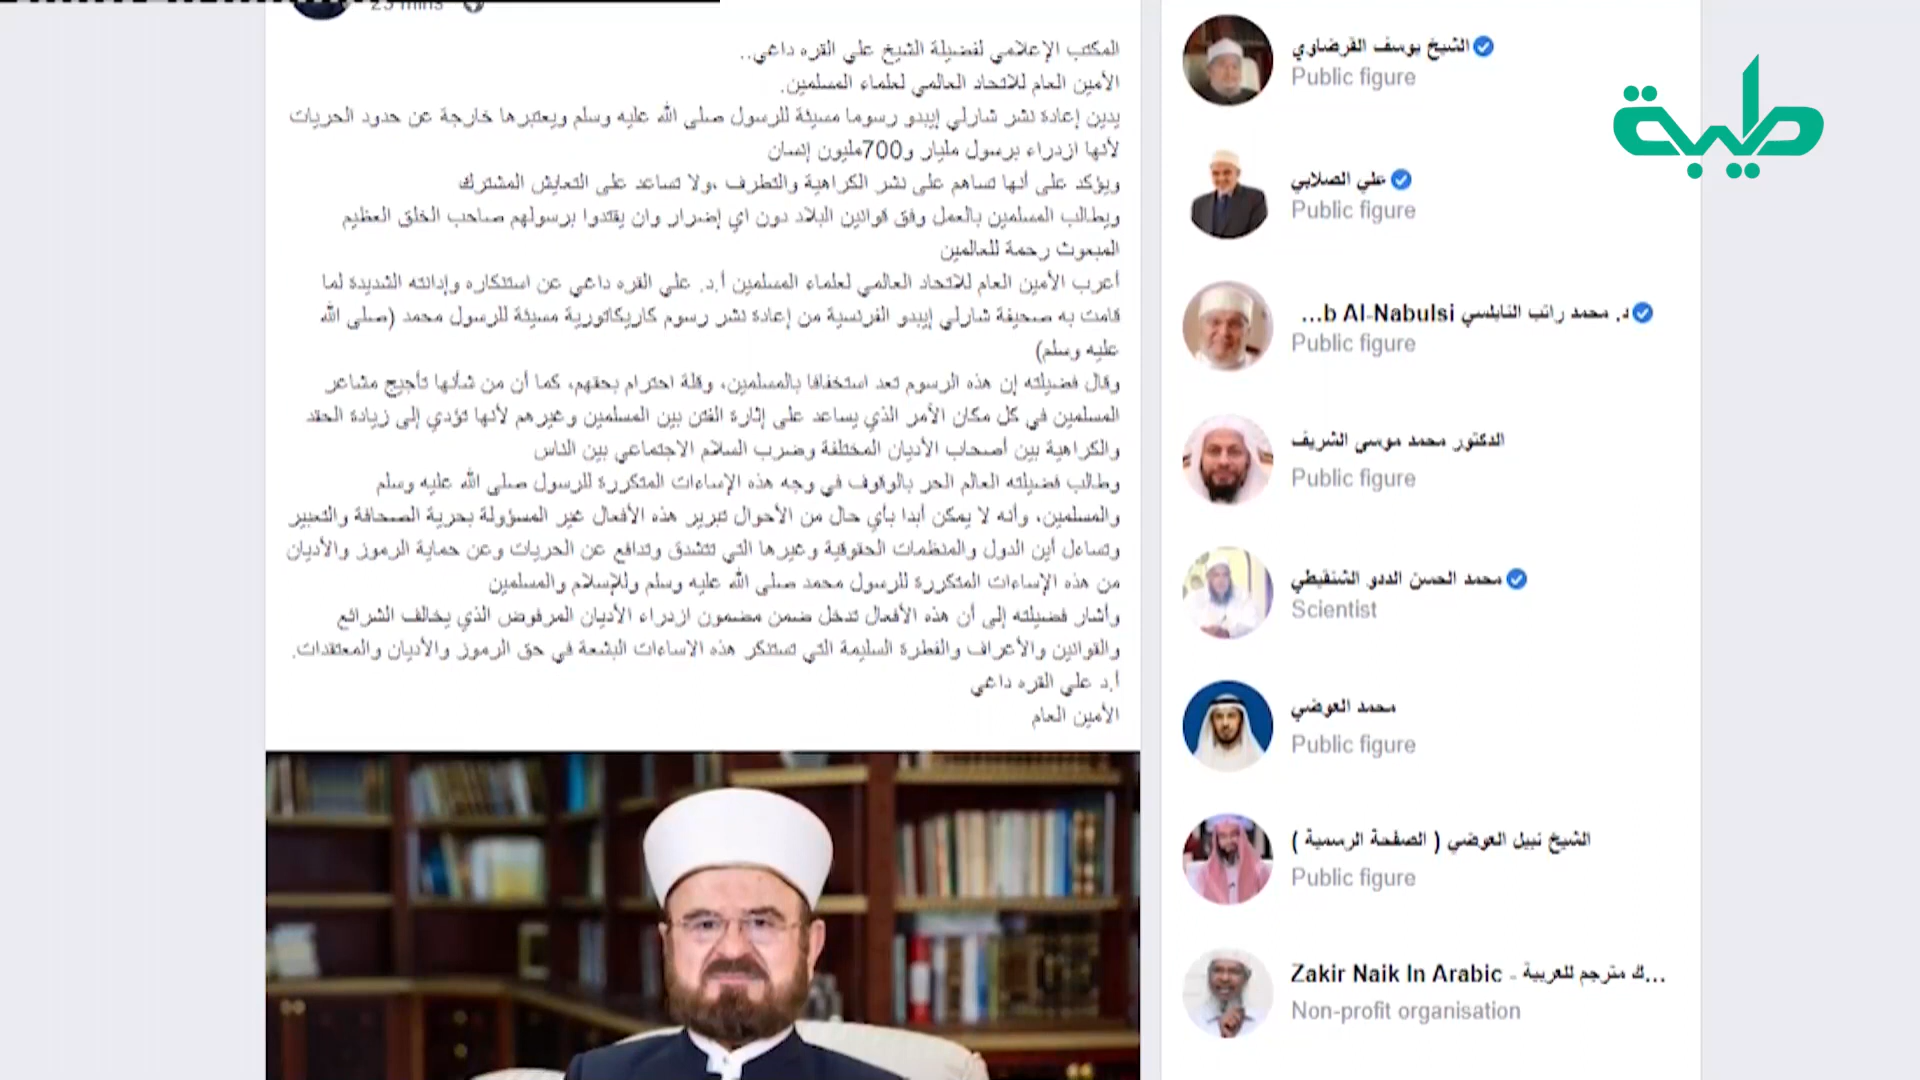 25 mins
المكتب الإعلامي لفضيلة الشيخ علي القره داغي..
الأمين العام للاتحاد العالمي لعلماء المسلمين.
يدين إعادة نشر شارلي إيبدو رسوما مسيئة للرسول صلى الله عليه وسلم ويعتبرها خارجة عن حدود الحريات
لأنها ازدراء برسول مليار و700مليون إنسان
ويؤكد على أنها تساهم على نشر الكراهية والتطرف ،ولا تساعد على التعايش المشترك
ويطالب المسلمين بالعمل وفق قوانين البلاد دون اي إضرار وان يقتدوا برسولهم صاحب الخلق العظيم
المبعوث رحمة للعالمين
أعرب الأمين العام للاتحاد العالمي لعلماء المسلمين أ.د. علي القره داغي عن استنكاره وإدانته الشديدة لما
قامت به صحيفة شارلي إيبدو الفرنسية من إعادة نشر رسوم كاريكاتورية مسيئة للرسول محمد (صلى الله
عليه وسلم)
وقال فضيلته إن هذه الرسوم تعد استخفافا بالمسلمين، وقلة احترام بحقهم، كما أن من شأنها تأجيج مشاعر
المسلمين في كل مكان الأمر الذي يساعد على إثارة الفتن بين المسلمين وغيرهم لأنها تؤدي إلى زيادة الحقد
والكراهية بين أصحاب الأديان المختلفة وضرب السلام الاجتماعي بين الناس
وطالب فضيلته العالم الحر بالوقوف في وجه هذه الإساءات المتكررة للرسول صلى الله عليه وسلم
والمسلمين، وأنه لا يمكن أبدا بأي حال من الأحوال تبرير هذه الأفعال غير المسؤولة بحرية الصحافة والتعبير
وتساءل أين الدول والمنظمات الحقوقية وغيرها التي تتشدق وتدافع عن الحريات وعن حماية الرموز والأديان
من هذه الإساءات المتكررة للرسول محمد صلى الله عليه وسلم وللإسلام والمسلمين
وأشار فضيلته إلى أن هذه الأفعال تدخل ضمن مضمون ازدراء الأديان المرفوض الذي يخالف الشرائع
والقوانين والأعراف والفطرة السليمة التي تستنكر هذه الاساءات البشعة في حق الرموز والأديان والمعتقدات.
أ.د علي القره داغي
الأمين العام
الشيخ يوسف القرضاوي
Public figure
علي الصلابي
Public figure
د. محمد راتب النابلسي b Al-Nabulsi...
Public figure
الدكتور محمد موسى الشريف
Public figure
محمد الحسن الددو الشنقيطي
Scientist
محمد العوضي
Public figure
الشيخ نبيل العوضي ( الصفحة الرسمية )
Public figure
Zakir Naik In Arabic - ك مترجم للعربية...
Non-profit organisation
طيبة